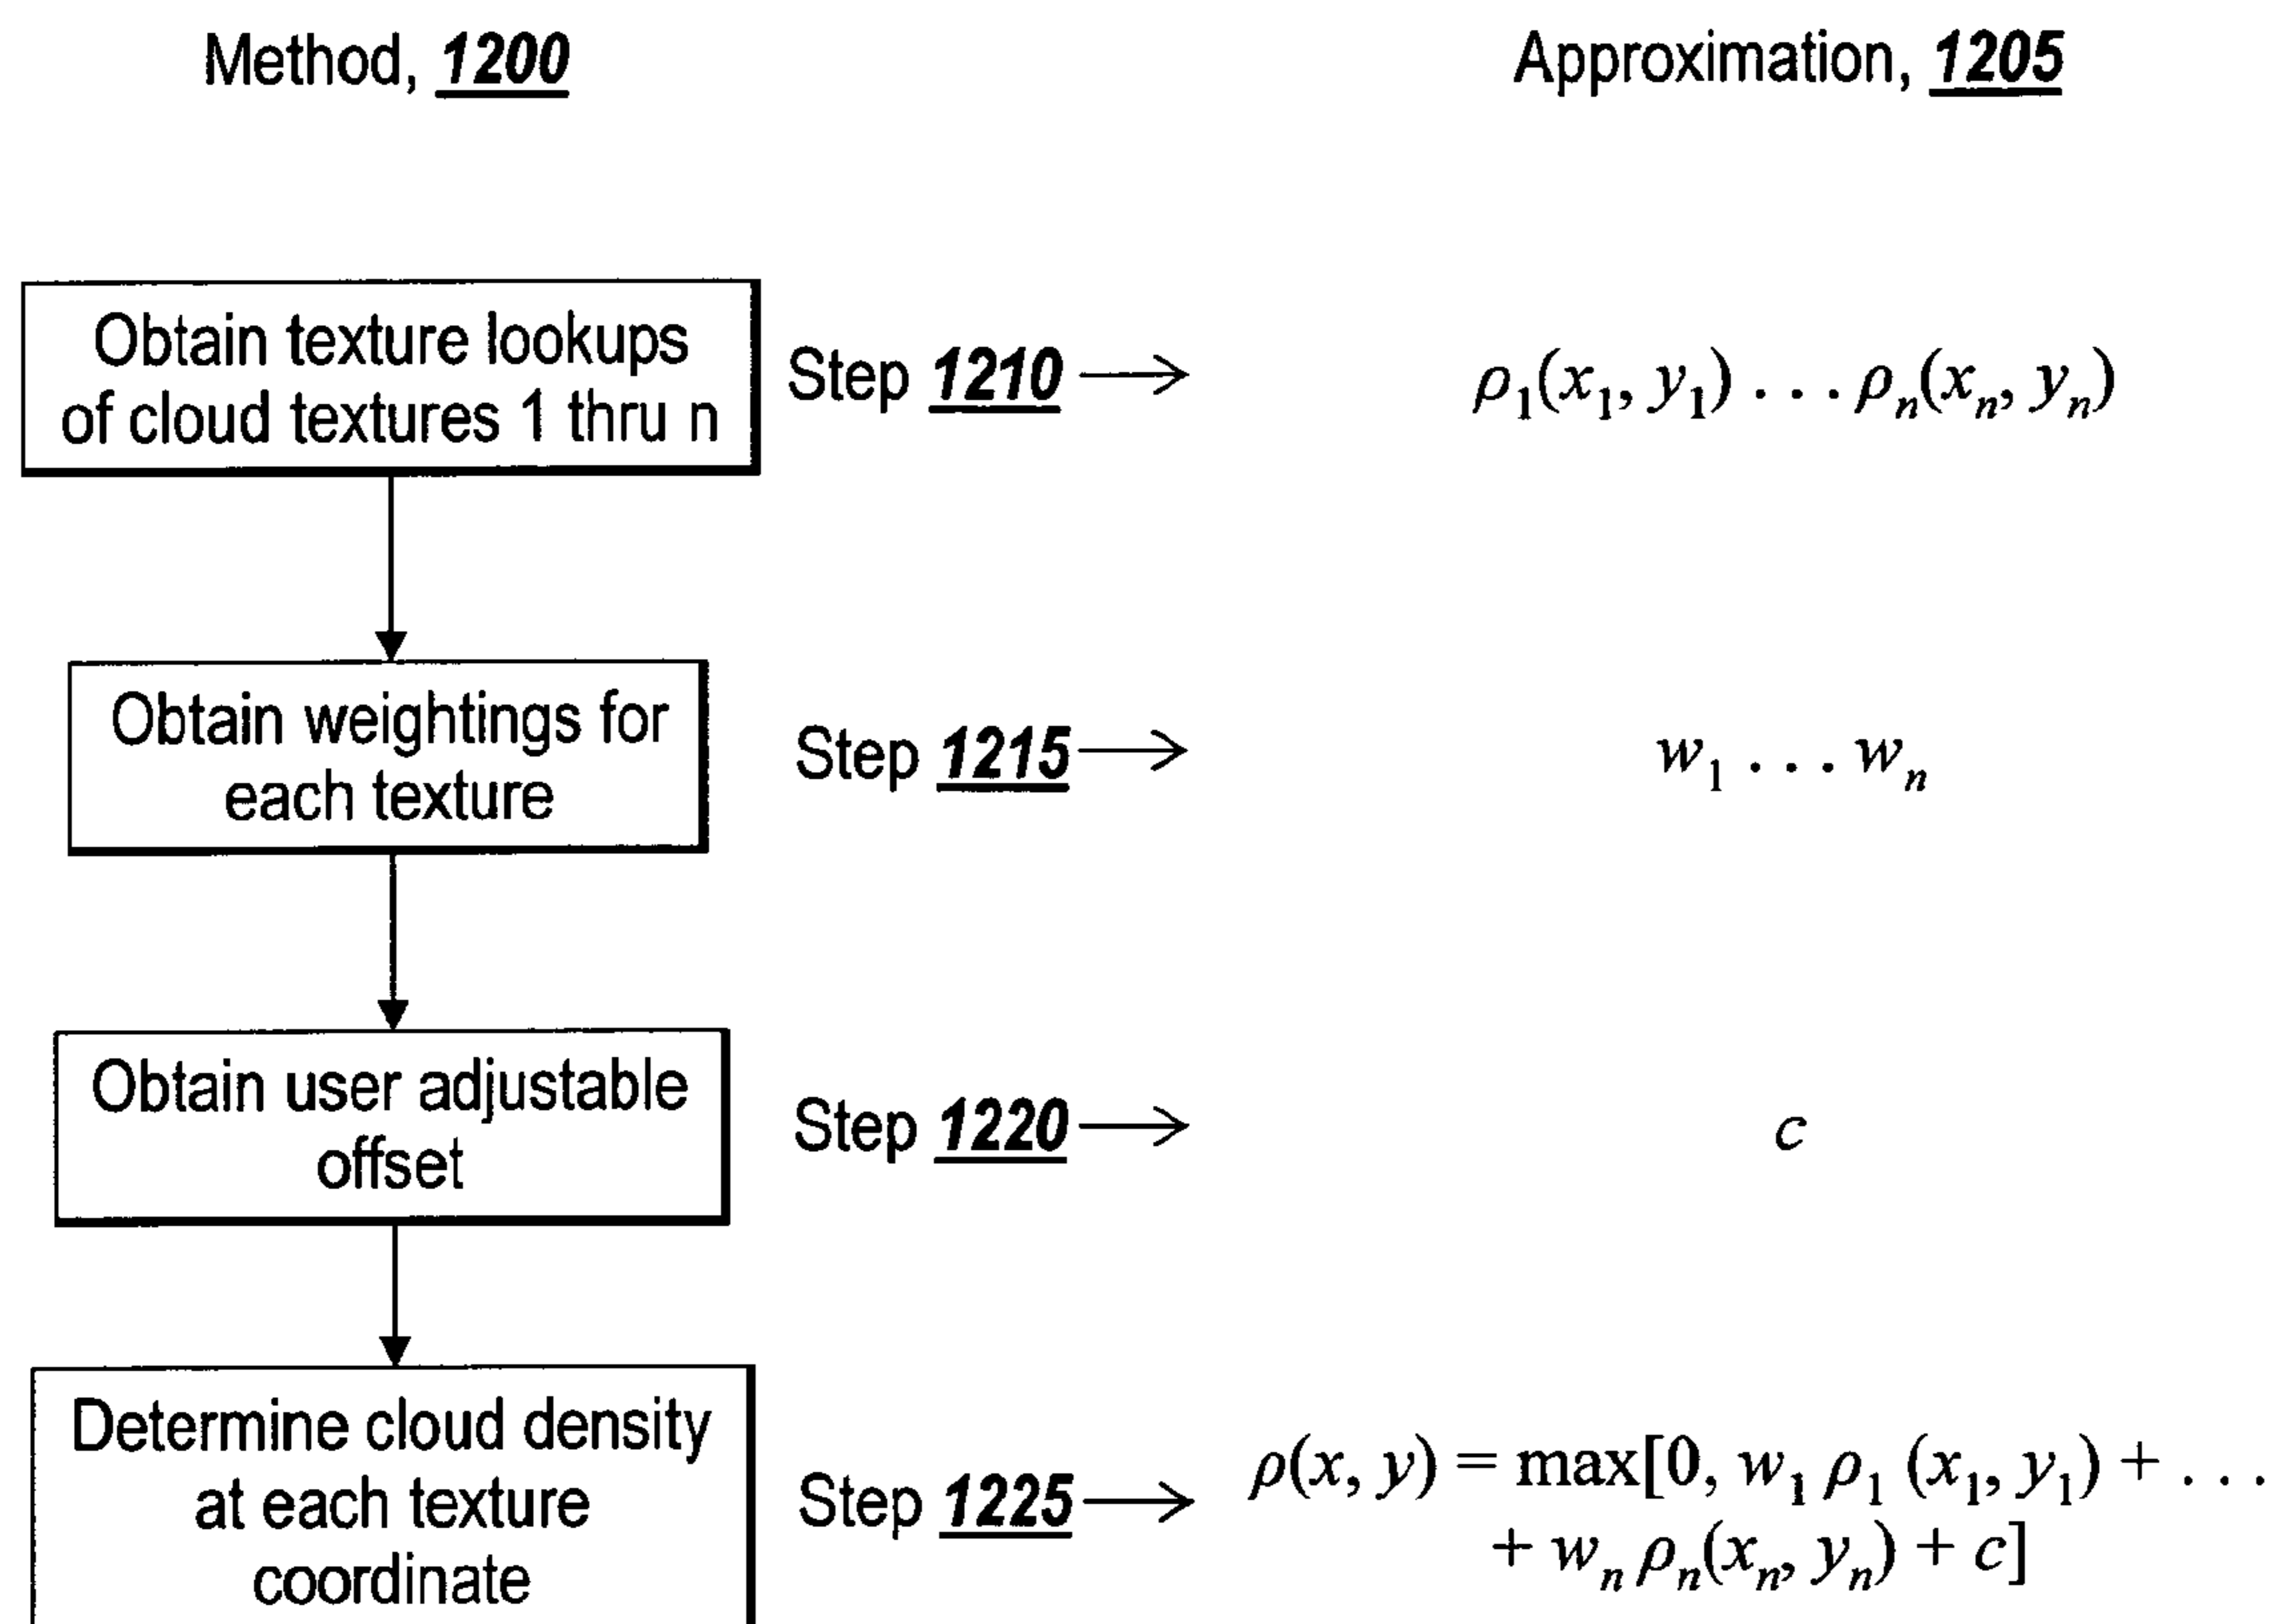 Method, 1200
Approximation, 1205
Obtain texture lookups
of cloud textures 1 thru n
Step 1210 →
ρ₁(x₁, y₁) . . . ρₙ(xₙ, yₙ)
Obtain weightings for
each texture
Step 1215 →
w₁ . . . wₙ
Obtain user adjustable
offset
Step 1220 →
c
Determine cloud density
at each texture
coordinate
Step 1225 →
ρ(x, y) = max[0, w₁ ρ₁ (x₁, y₁) + . . .
+ wₙ ρₙ(xₙ, yₙ) + c]